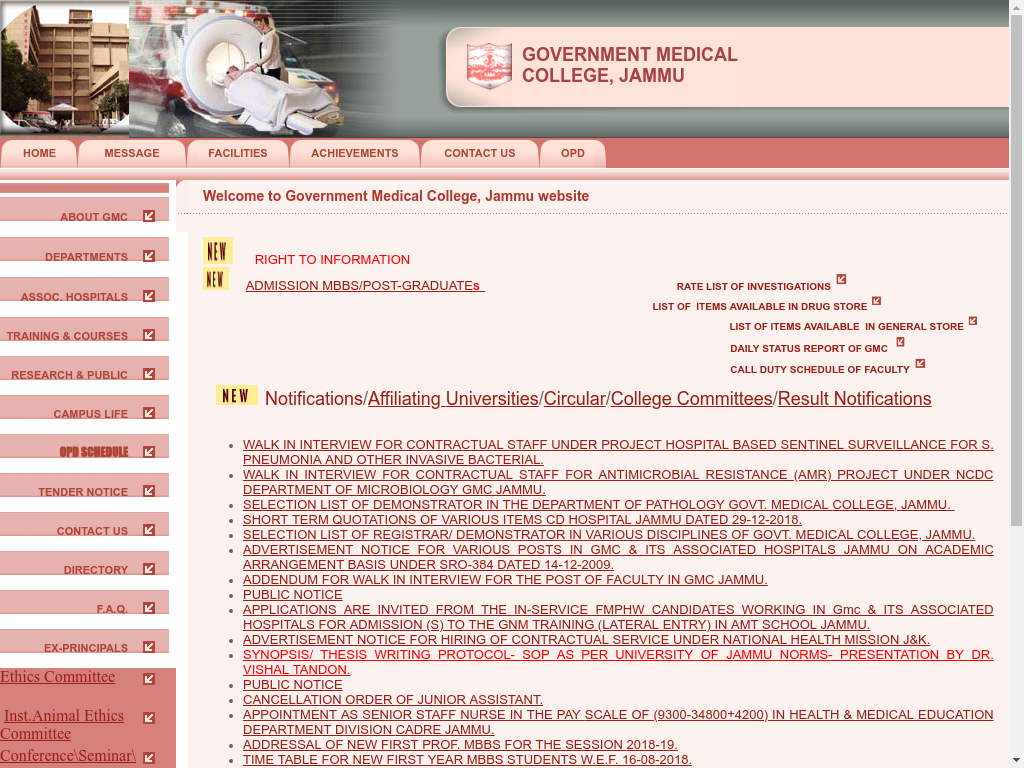 GOVERNMENT MEDICAL
COLLEGE, JAMMU
HOME
MESSAGE
FACILITIES
ACHIEVEMENTS
CONTACT US
OPD
ABOUT GMC
DEPARTMENTS
ASSOC. HOSPITALS
TRAINING & COURSES
RESEARCH & PUBLIC
CAMPUS LIFE
OPD SCHEDULE
TENDER NOTICE
CONTACT US
DIRECTORY
F.A.Q.
EX-PRINCIPALS
Ethics Committee
Inst.Animal Ethics
Committee
Conference\Seminar\
Welcome to Government Medical College, Jammu website
NEW
RIGHT TO INFORMATION
NEW
ADMISSION MBBS/POST-GRADUATEs
RATE LIST OF INVESTIGATIONS
LIST OF ITEMS AVAILABLE IN DRUG STORE
LIST OF ITEMS AVAILABLE IN GENERAL STORE
DAILY STATUS REPORT OF GMC
CALL DUTY SCHEDULE OF FACULTY
NEW Notifications/Affiliating Universities/Circular/College Committees/Result Notifications
WALK IN INTERVIEW FOR CONTRACTUAL STAFF UNDER PROJECT HOSPITAL BASED SENTINEL SURVEILLANCE FOR S.
PNEUMONIA AND OTHER INVASIVE BACTERIAL.
WALK IN INTERVIEW FOR CONTRACTUAL STAFF FOR ANTIMICROBIAL RESISTANCE (AMR) PROJECT UNDER NCDC
DEPARTMENT OF MICROBIOLOGY GMC JAMMU.
SELECTION LIST OF DEMONSTRATOR IN THE DEPARTMENT OF PATHOLOGY GOVT. MEDICAL COLLEGE, JAMMU.
SHORT TERM QUOTATIONS OF VARIOUS ITEMS CD HOSPITAL JAMMU DATED 29-12-2018.
SELECTION LIST OF REGISTRAR/ DEMONSTRATOR IN VARIOUS DISCIPLINES OF GOVT. MEDICAL COLLEGE, JAMMU.
ADVERTISEMENT NOTICE FOR VARIOUS POSTS IN GMC & ITS ASSOCIATED HOSPITALS JAMMU ON ACADEMIC
ARRANGEMENT BASIS UNDER SRO-384 DATED 14-12-2009.
ADDENDUM FOR WALK IN INTERVIEW FOR THE POST OF FACULTY IN GMC JAMMU.
PUBLIC NOTICE
APPLICATIONS ARE INVITED FROM THE IN-SERVICE FMPHW CANDIDATES WORKING IN Gmc & ITS ASSOCIATED
HOSPITALS FOR ADMISSION (S) TO THE GNM TRAINING (LATERAL ENTRY) IN AMT SCHOOL JAMMU.
ADVERTISEMENT NOTICE FOR HIRING OF CONTRACTUAL SERVICE UNDER NATIONAL HEALTH MISSION J&K.
SYNOPSIS/ THESIS WRITING PROTOCOL- SOP AS PER UNIVERSITY OF JAMMU NORMS- PRESENTATION BY DR.
VISHAL TANDON.
PUBLIC NOTICE
CANCELLATION ORDER OF JUNIOR ASSISTANT.
APPOINTMENT AS SENIOR STAFF NURSE IN THE PAY SCALE OF (9300-34800+4200) IN HEALTH & MEDICAL EDUCATION
DEPARTMENT DIVISION CADRE JAMMU.
ADDRESSAL OF NEW FIRST PROF. MBBS FOR THE SESSION 2018-19.
TIME TABLE FOR NEW FIRST YEAR MBBS STUDENTS W.E.F. 16-08-2018.